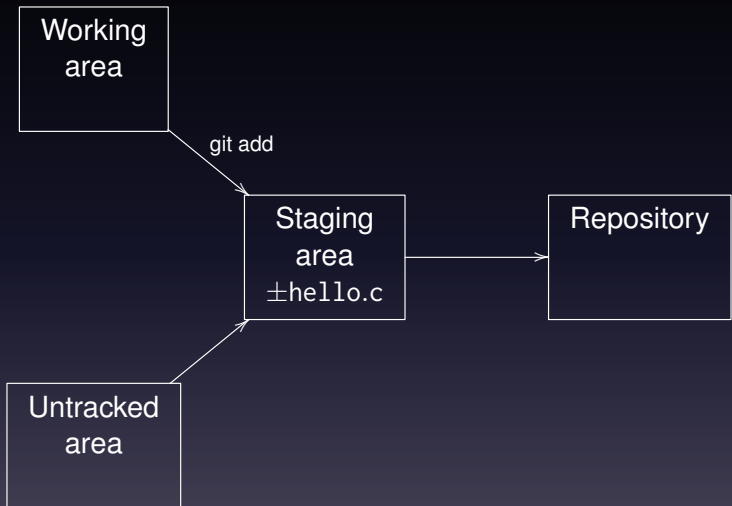 Working
area
git add
Staging
area
±hello.c
Repository
Untracked
area